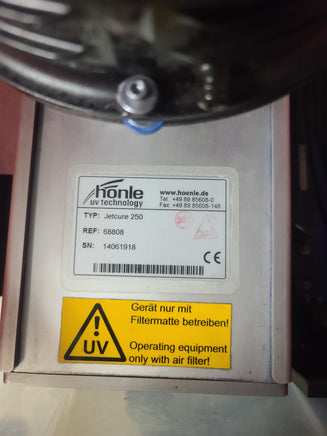 hönle
uv technology
www.hoenle.de
Tel. +49 89 85608-0
Fax +49 89 85608-148
TYP: Jetcure 250
REF: 68808
SN: 14061918
CE
Gerät nur mit
Filtermatte betreiben!
UV
Operating equipment
only with air filter!